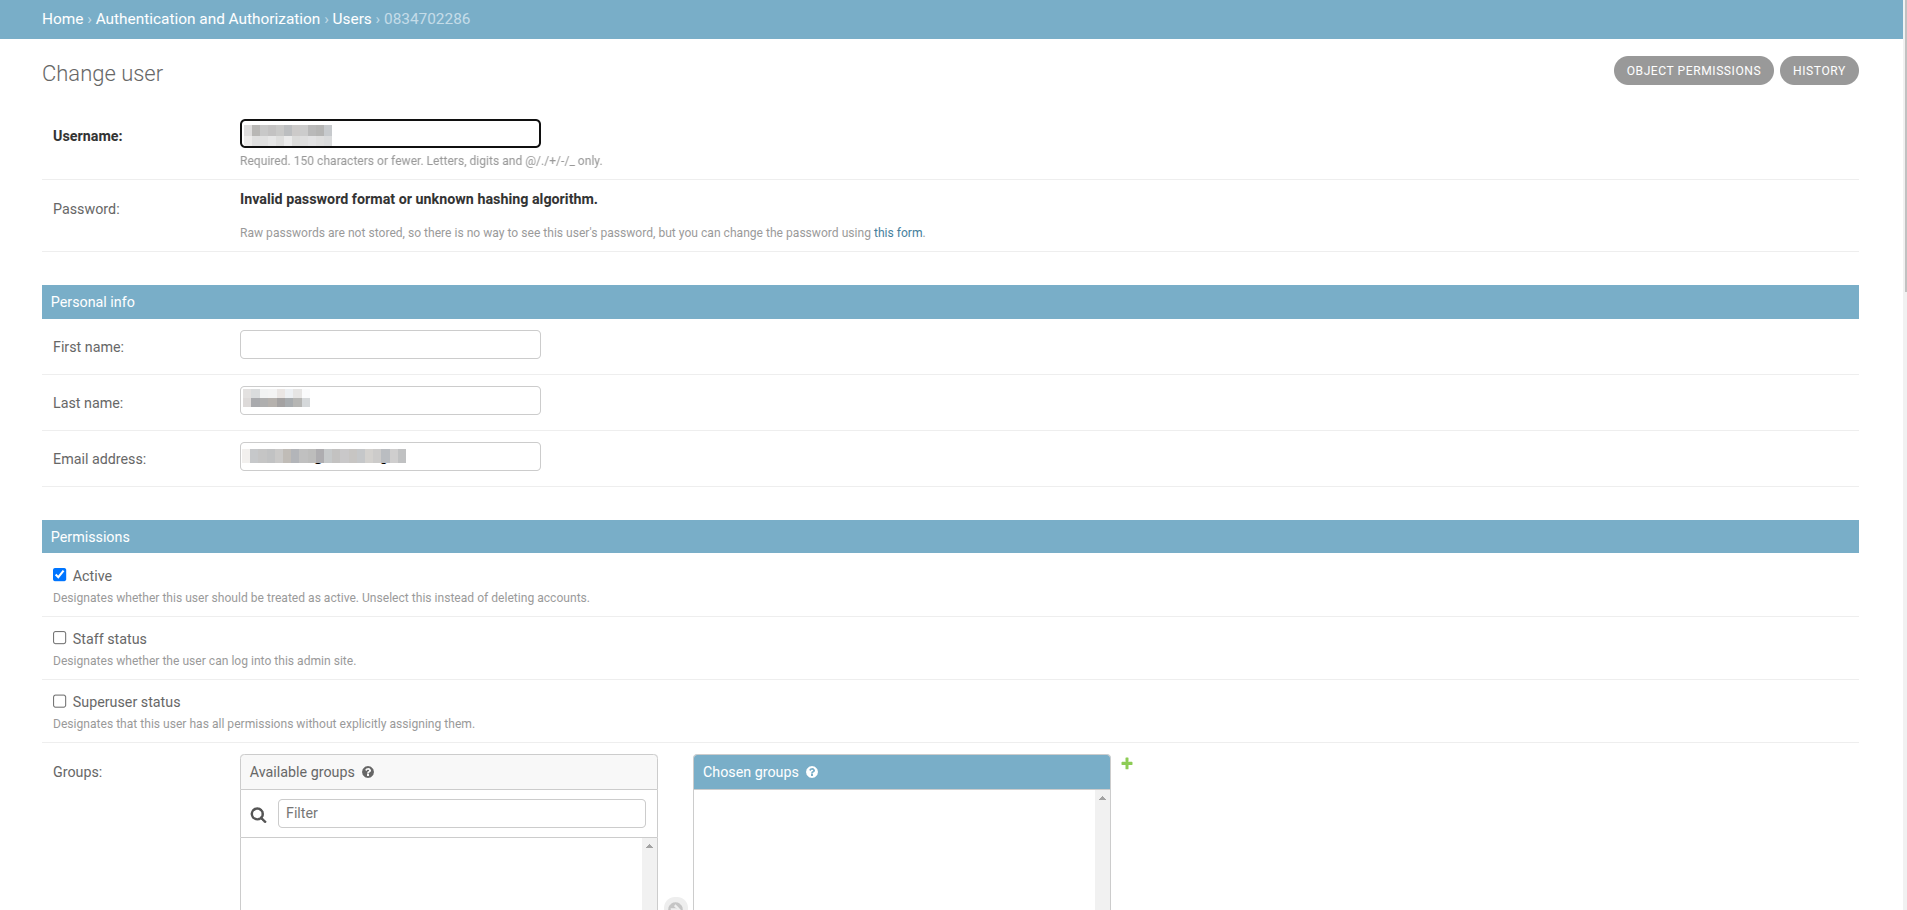 Home › Authentication and Authorization › Users › 0834702286
Change user
OBJECT PERMISSIONS
HISTORY
Username:
Required. 150 characters or fewer. Letters, digits and @/./+/-/_ only.
Password:
Invalid password format or unknown hashing algorithm.
Raw passwords are not stored, so there is no way to see this user's password, but you can change the password using this form.
Personal info
First name:
Last name:
Email address:
Permissions
Active
Designates whether this user should be treated as active. Unselect this instead of deleting accounts.
Staff status
Designates whether the user can log into this admin site.
Superuser status
Designates that this user has all permissions without explicitly assigning them.
Groups:
Available groups ?
Chosen groups ?
+
Filter